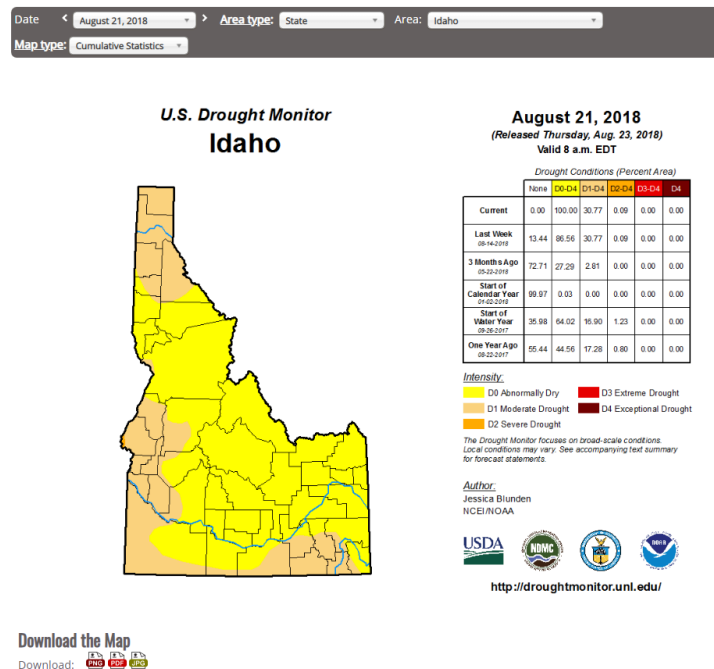 Date < August 21, 2018 > Area type: State Area: Idaho
Map type: Cumulative Statistics
U.S. Drought Monitor
Idaho
August 21, 2018
(Released Thursday, Aug. 23, 2018)
Valid 8 a.m. EDT
Drought Conditions (Percent Area)
None D0-D4 D1-D4 D2-D4 D3-D4 D4
Current 0.00 100.00 30.77 0.09 0.00 0.00
Last Week
08-14-2018 13.44 86.56 30.77 0.09 0.00 0.00
3 Months Ago
05-22-2018 72.71 27.29 2.81 0.00 0.00 0.00
Start of
Calendar Year
01-02-2018 99.97 0.03 0.00 0.00 0.00 0.00
Start of
Water Year
09-26-2017 35.98 64.02 16.90 1.23 0.00 0.00
One Year Ago
08-22-2017 55.44 44.56 17.28 0.80 0.00 0.00
Intensity:
D0 Abnormally Dry D3 Extreme Drought
D1 Moderate Drought D4 Exceptional Drought
D2 Severe Drought
The Drought Monitor focuses on broad-scale conditions.
Local conditions may vary. See accompanying text summary
for forecast statements.
Author:
Jessica Blunden
NCEI/NOAA
USDA NDMC NOAA
http://droughtmonitor.unl.edu/
Download the Map
Download: PNG PDF JPG